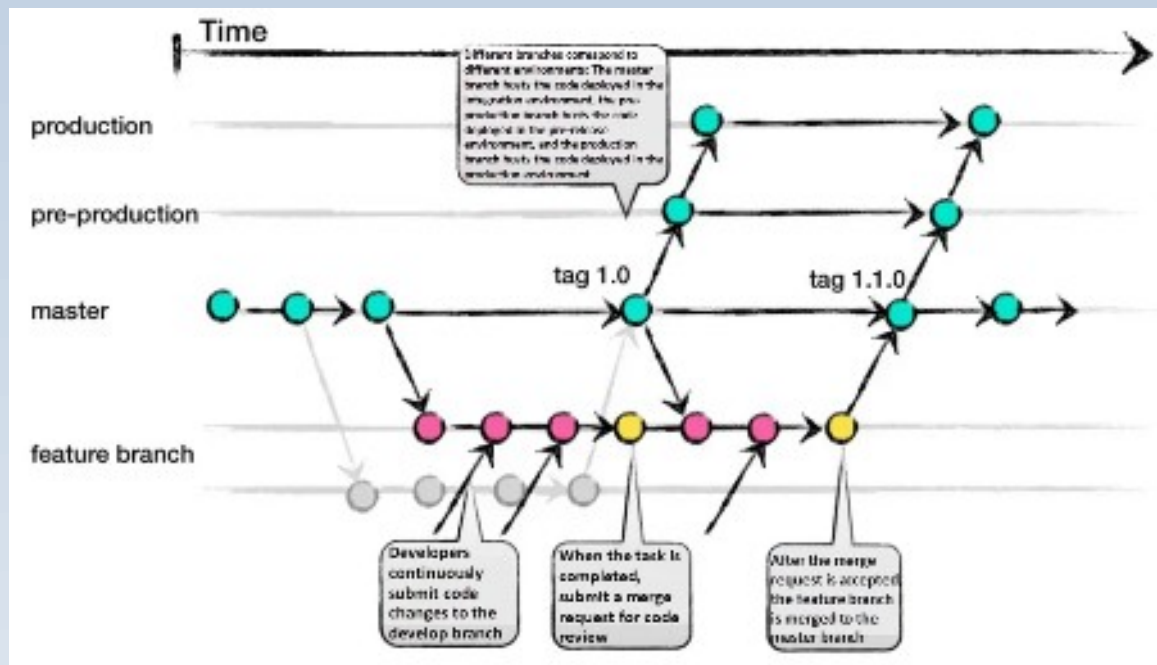 Time
Different branches correspond to
different environments: The master
branch hosts the code deployed in the
integration environment, the pre-
production branch hosts the code
deployed in the pre-release
environment, and the production
branch hosts the code deployed in the
production environment
production
pre-production
tag 1.0
tag 1.1.0
master
feature branch
Developers
continuously
submit code
changes to the
develop branch
When the task is
completed,
submit a merge
request for code
review
After the merge
request is accepted
the feature branch
is merged to the
master branch